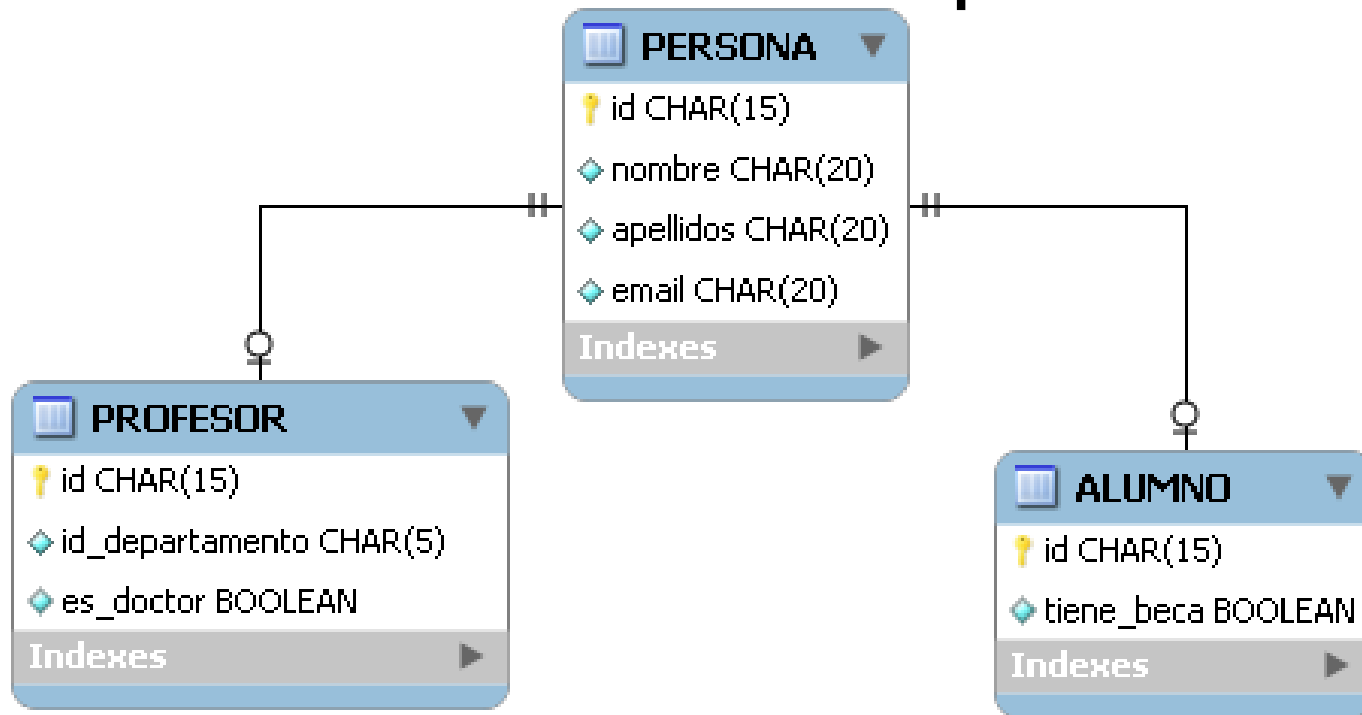 PERSONA
id CHAR(15)
nombre CHAR(20)
apellidos CHAR(20)
email CHAR(20)
Indexes
PROFESOR
id CHAR(15)
id_departamento CHAR(5)
es_doctor BOOLEAN
Indexes
ALUMNO
id CHAR(15)
tiene_beca BOOLEAN
Indexes